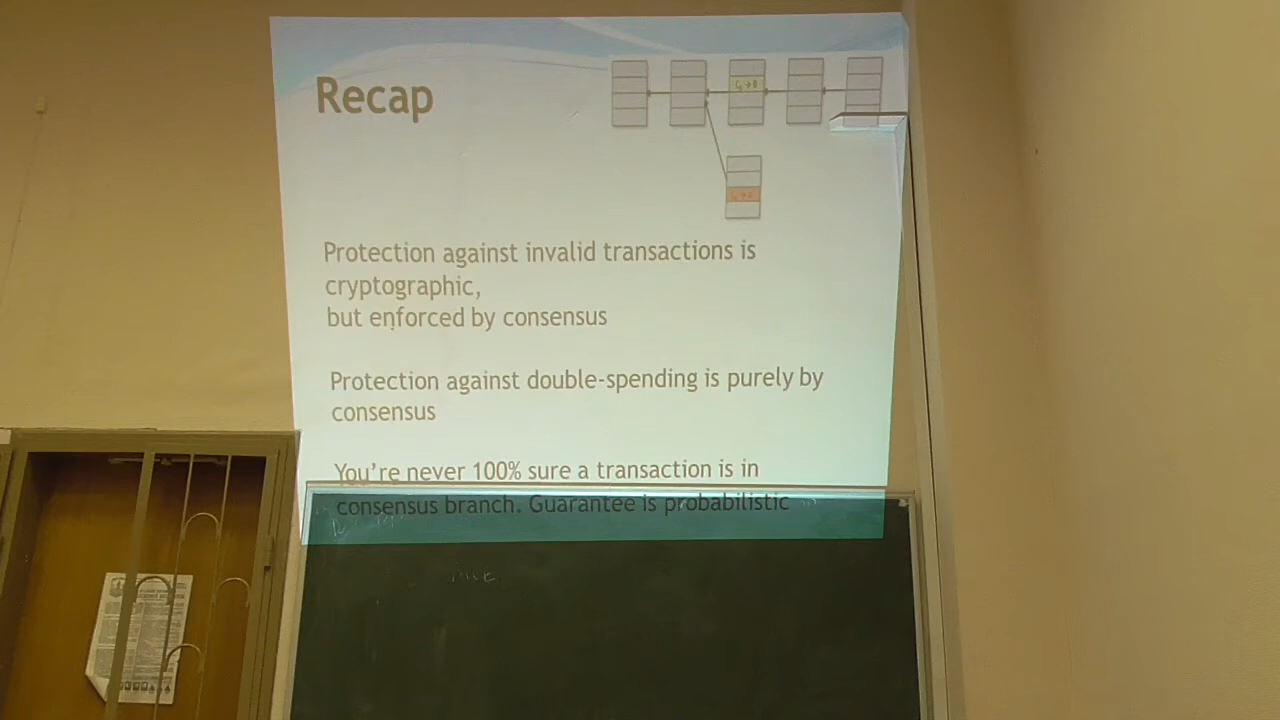 Recap
Protection against invalid transactions is
cryptographic,
but enforced by consensus
Protection against double-spending is purely by
consensus
You're never 100% sure a transaction is in
consensus branch. Guarantee is probabilistic